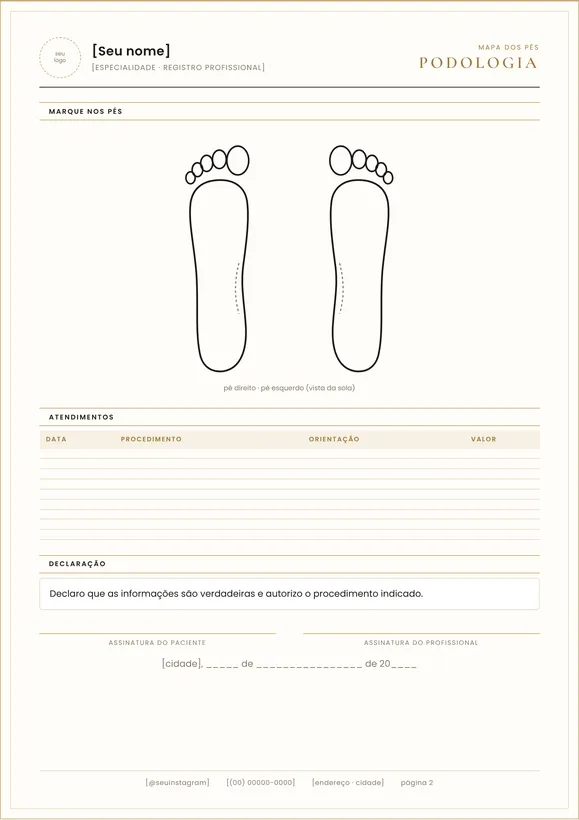 seu
logo
[Seu nome]
[ESPECIALIDADE · REGISTRO PROFISSIONAL]
MAPA DOS PÉS
PODOLOGIA
MARQUE NOS PÉS
pé direito · pé esquerdo (vista da sola)
ATENDIMENTOS
DATA PROCEDIMENTO ORIENTAÇÃO VALOR
DECLARAÇÃO
Declaro que as informações são verdadeiras e autorizo o procedimento indicado.
ASSINATURA DO PACIENTE ASSINATURA DO PROFISSIONAL
[cidade], _____ de ________________ de 20____
[@seuinstagram] [(00) 00000-0000] [endereço · cidade] página 2